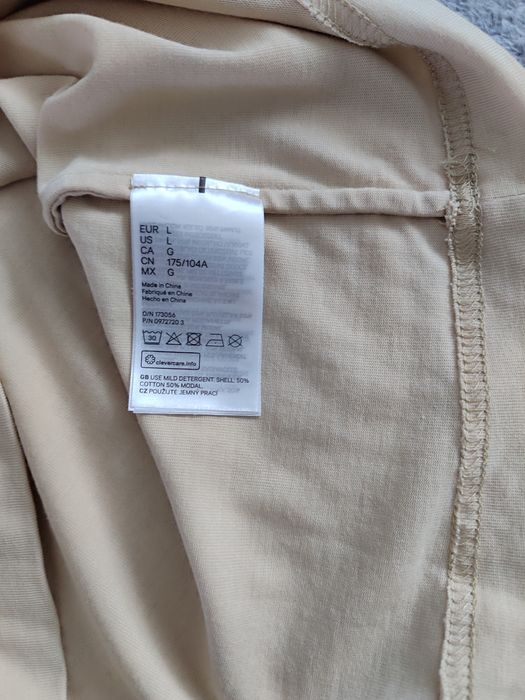 EUR L
US L
CA G
CN 175/104A
MX G
Made in China
Fabriqué en Chine
Hecho en China
O/N 173056
P/N 0972720 3
30
clevercare.info
GB USE MILD DETERGENT. SHELL: 50%
COTTON 50% MODAL.
CZ POUŽIJTE JEMNÝ PRACÍ